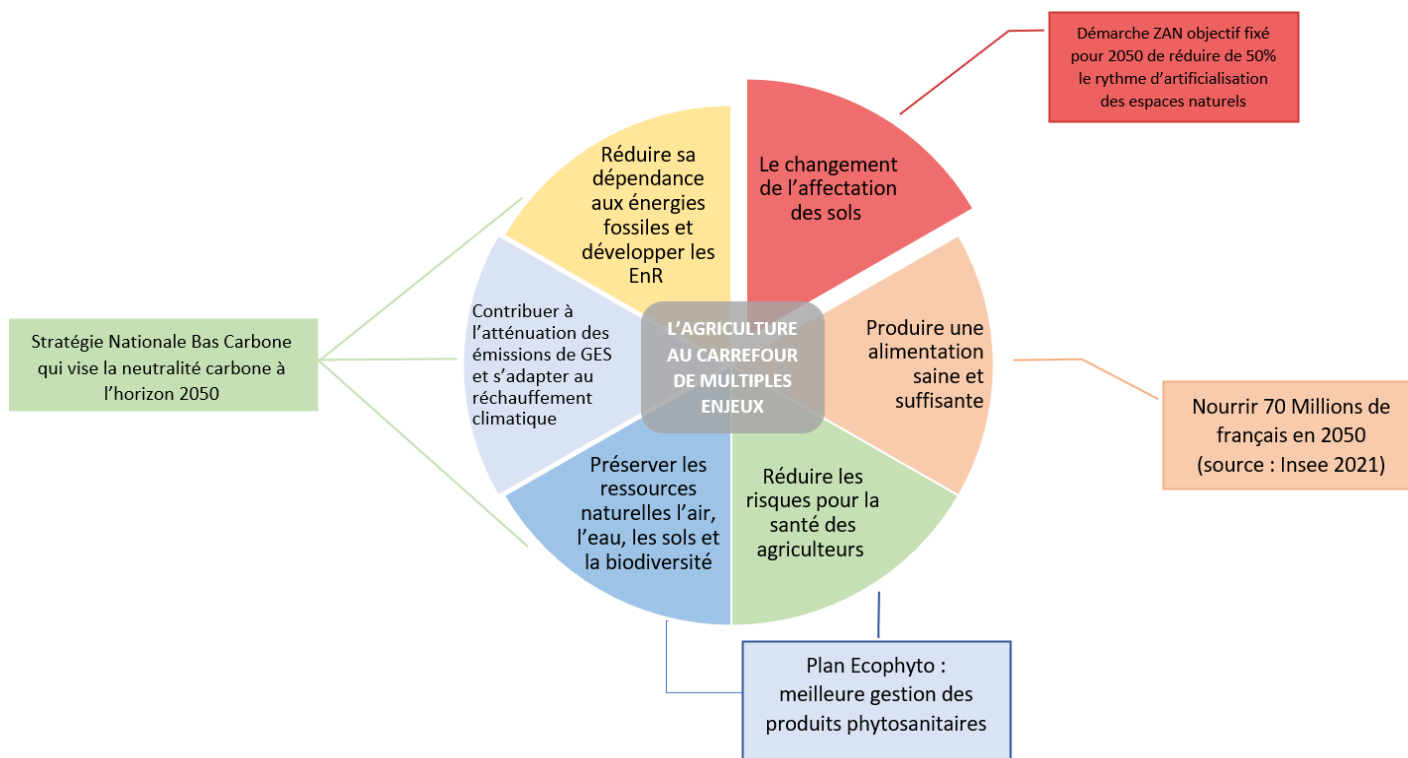 Démarche ZAN objectif fixé
pour 2050 de réduire de 50%
le rythme d'artificialisation
des espaces naturels
Réduire sa
dépendance
aux énergies
fossiles et
développer les
EnR
Le changement
de l'affectation
des sols
Stratégie Nationale Bas Carbone
qui vise la neutralité carbone à
l'horizon 2050
Contribuer à
l'atténuation des
émissions de GES
et s'adapter au
réchauffement
climatique
L'AGRICULTURE
AU CARREFOUR
DE MULTIPLES
ENJEUX
Produire une
alimentation
saine et
suffisante
Nourrir 70 Millions de
français en 2050
(source : Insee 2021)
Préserver les
ressources
naturelles l'air,
l'eau, les sols et
la biodiversité
Réduire les
risques pour la
santé des
agriculteurs
Plan Ecophyto :
meilleure gestion des
produits phytosanitaires